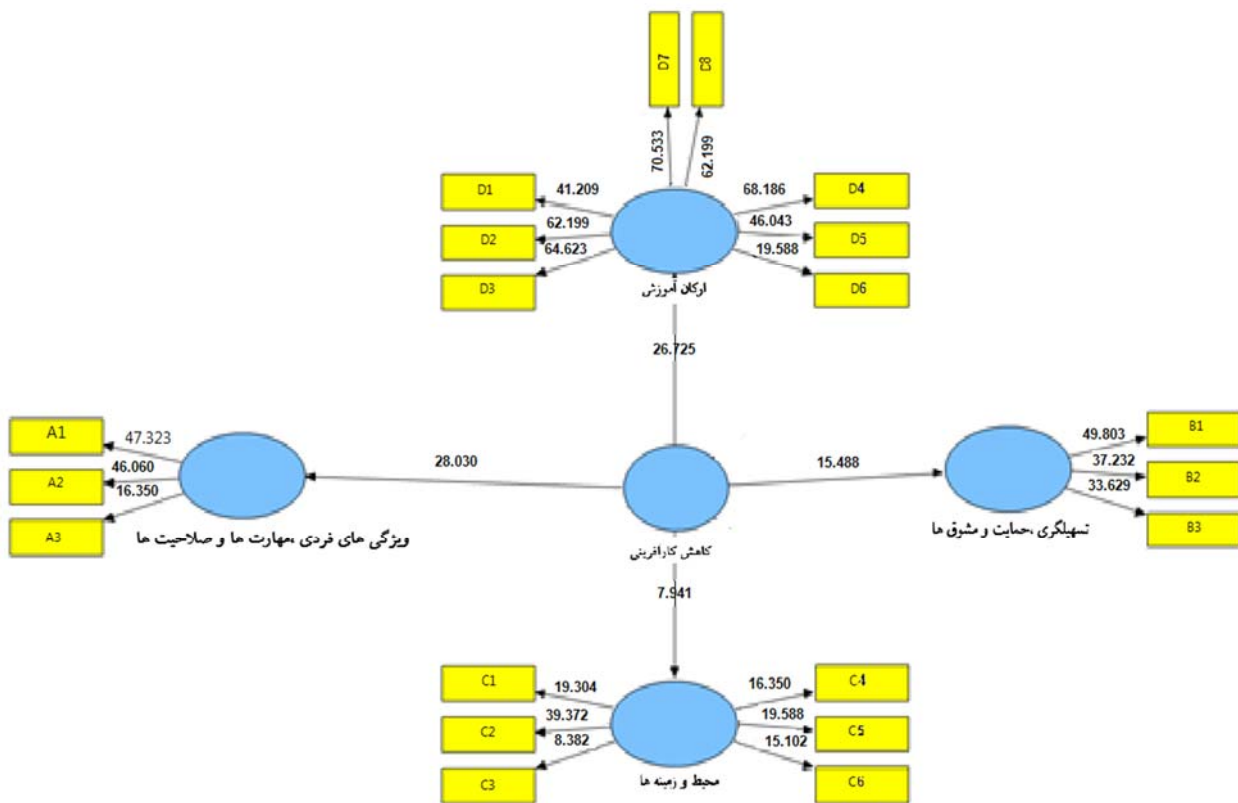 D7
D8
70.533
62.199
D1
41.209
68.186
D4
D2
62.199
46.043
D5
D3
64.623
19.588
D6
ارکان آموزشی
26.725
A1
47.323
A2
46.060
A3
16.350
ویژگی های فردی ،مهارت ها و صلاحیت ها
28.030
کاهش کارآفرینی
15.488
49.803
B1
37.232
B2
33.629
B3
تسهیلگری ،حمایت و مشوق ها
7.941
C1
19.304
16.350
C4
C2
39.372
19.588
C5
C3
8.382
15.102
C6
محیط و زمینه ها